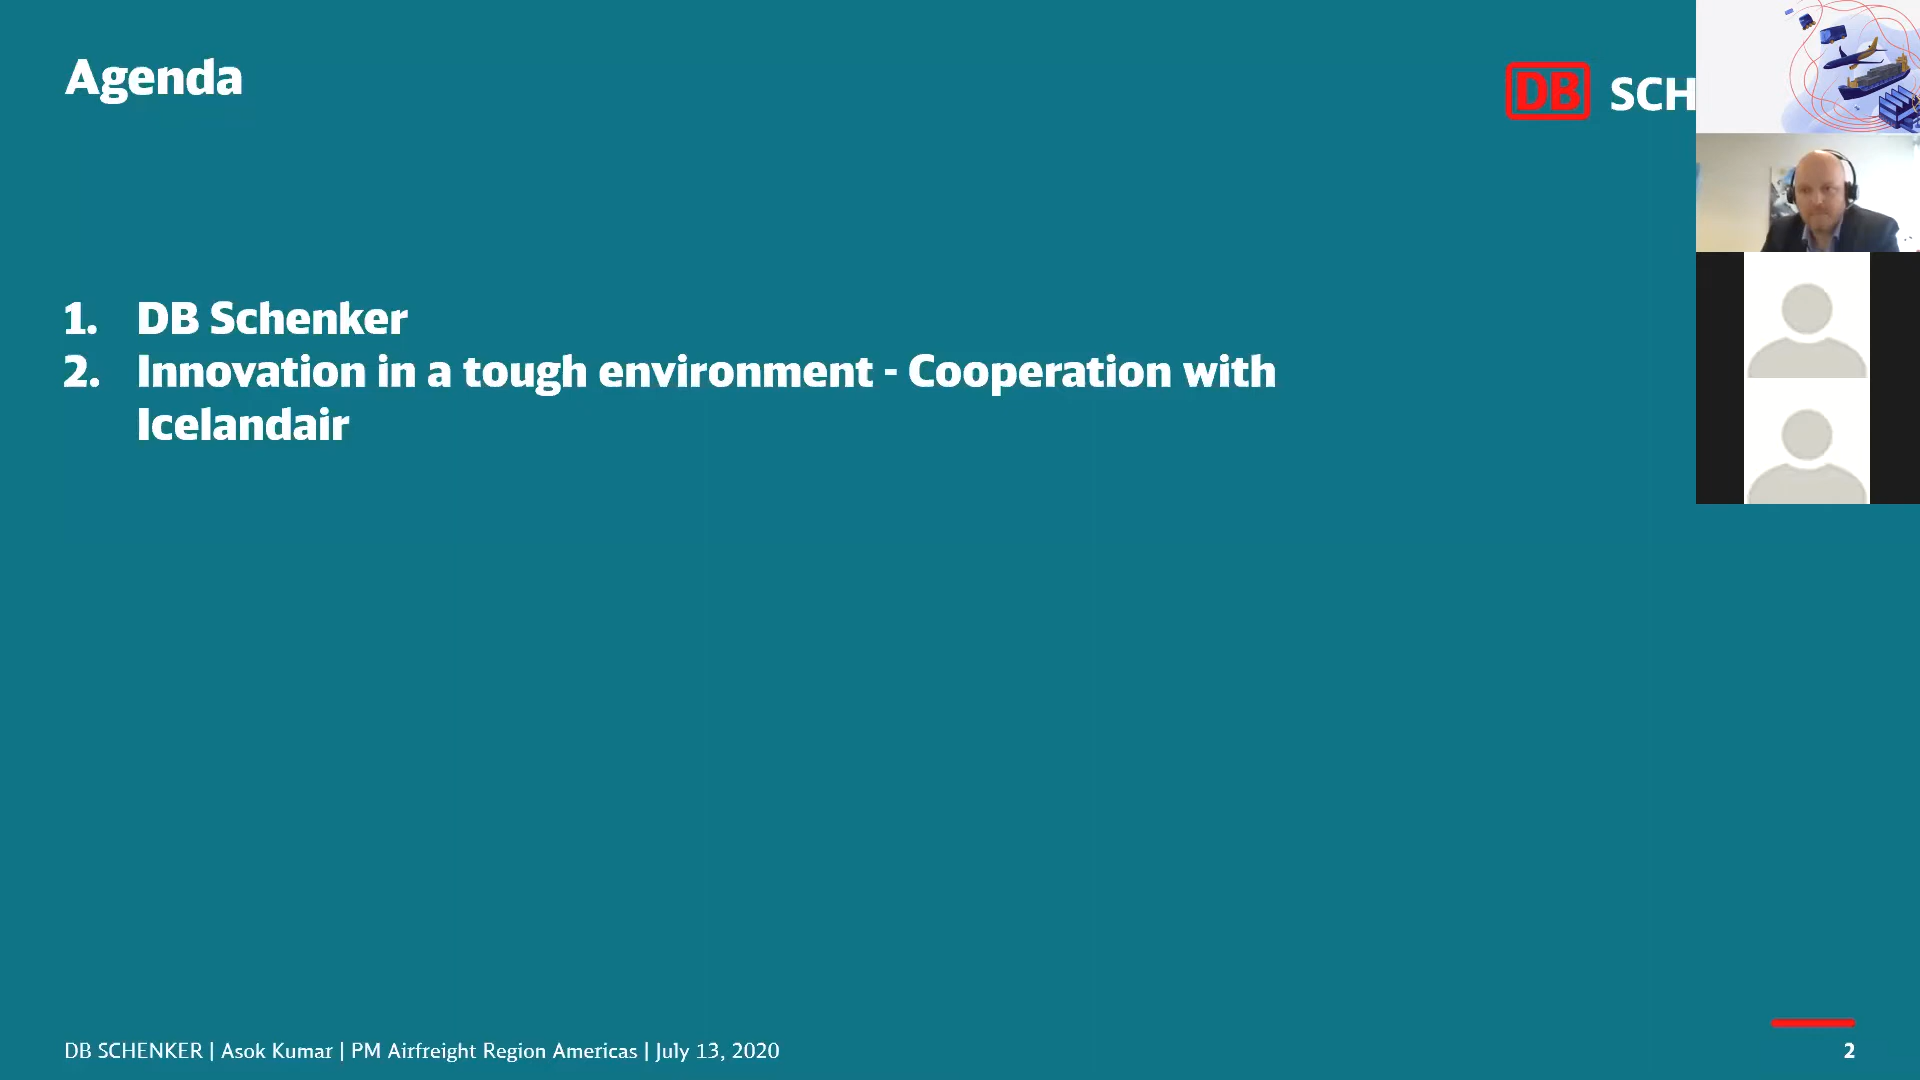 Agenda
DB SCH
1. DB Schenker
2. Innovation in a tough environment - Cooperation with
Icelandair
DB SCHENKER | Asok Kumar | PM Airfreight Region Americas | July 13, 2020
2